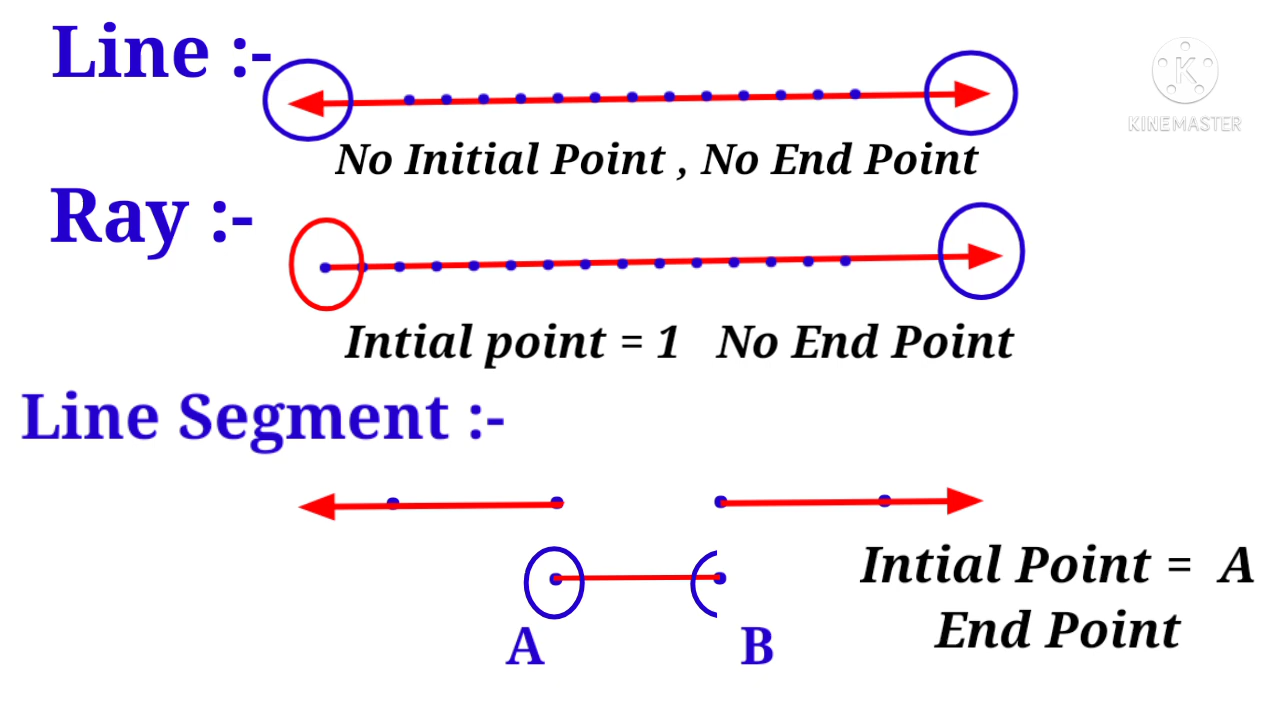 Line :-
K
KINEMASTER
No Initial Point , No End Point
Ray :-
Intial point = 1 No End Point
Line Segment :-
Intial Point = A
End Point
A B